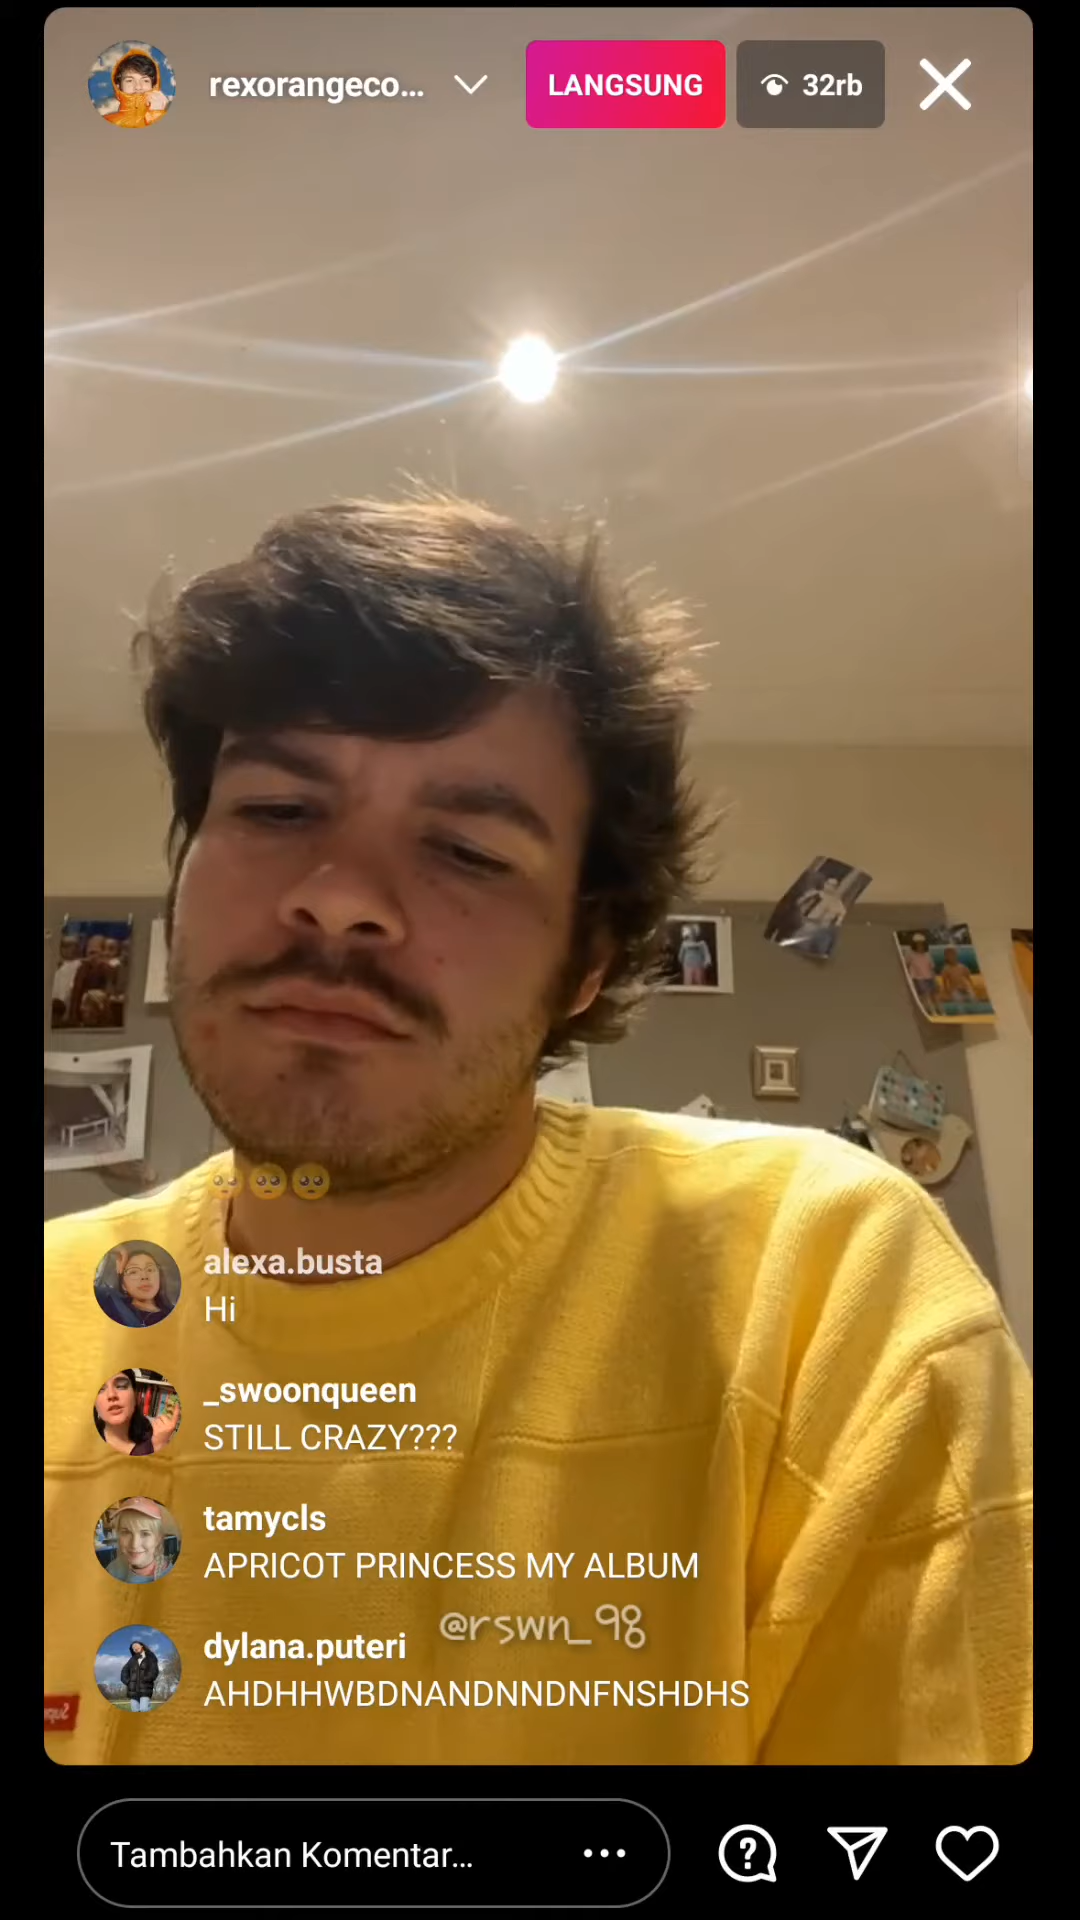 rexorangeco...
LANGSUNG
32rb
🥺🥺🥺
alexa.busta
Hi
_swoonqueen
STILL CRAZY???
tamycls
APRICOT PRINCESS MY ALBUM
@rswn_98
dylana.puteri
AHDHHWBDNANDNNDNFNSHDHS
Tambahkan Komentar...